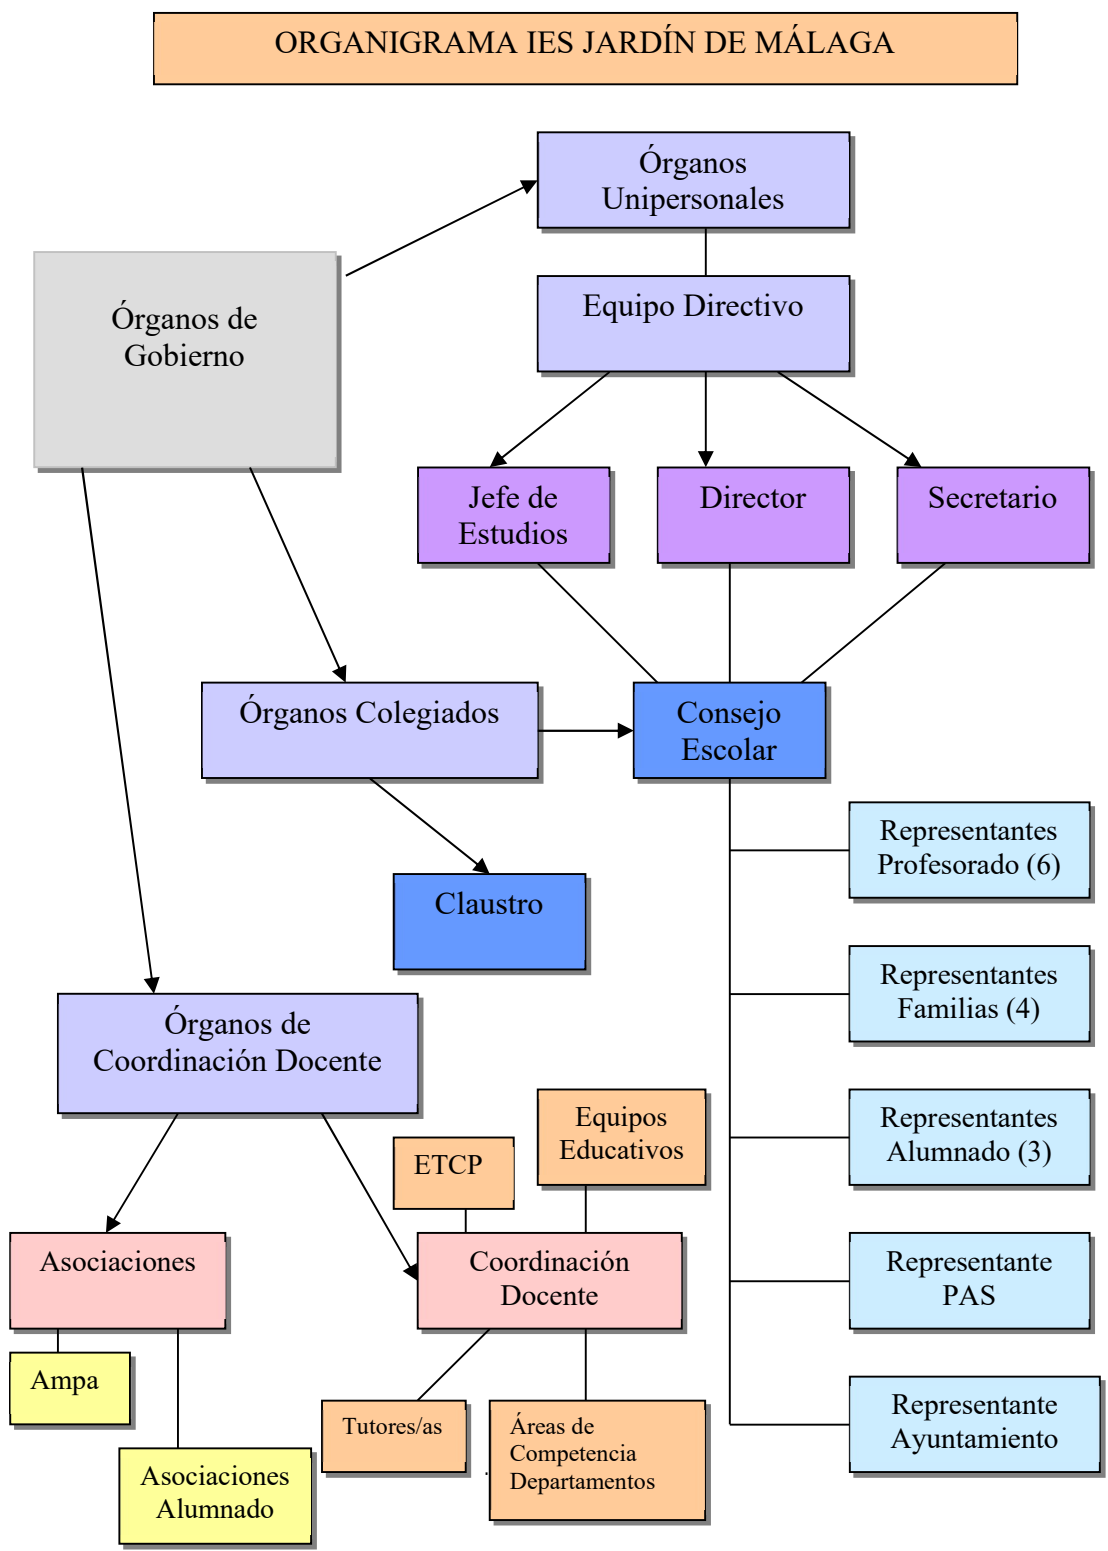 ORGANIGRAMA IES JARDÍN DE MÁLAGA
Órganos
Unipersonales
Órganos de
Gobierno
Equipo Directivo
Jefe de
Estudios
Director
Secretario
Órganos Colegiados
Consejo
Escolar
Claustro
Representantes
Profesorado (6)
Representantes
Familias (4)
Representantes
Alumnado (3)
Representante
PAS
Representante
Ayuntamiento
Órganos de
Coordinación Docente
ETCP
Equipos
Educativos
Asociaciones
Coordinación
Docente
Ampa
Asociaciones
Alumnado
Tutores/as
Áreas de
Competencia
Departamentos